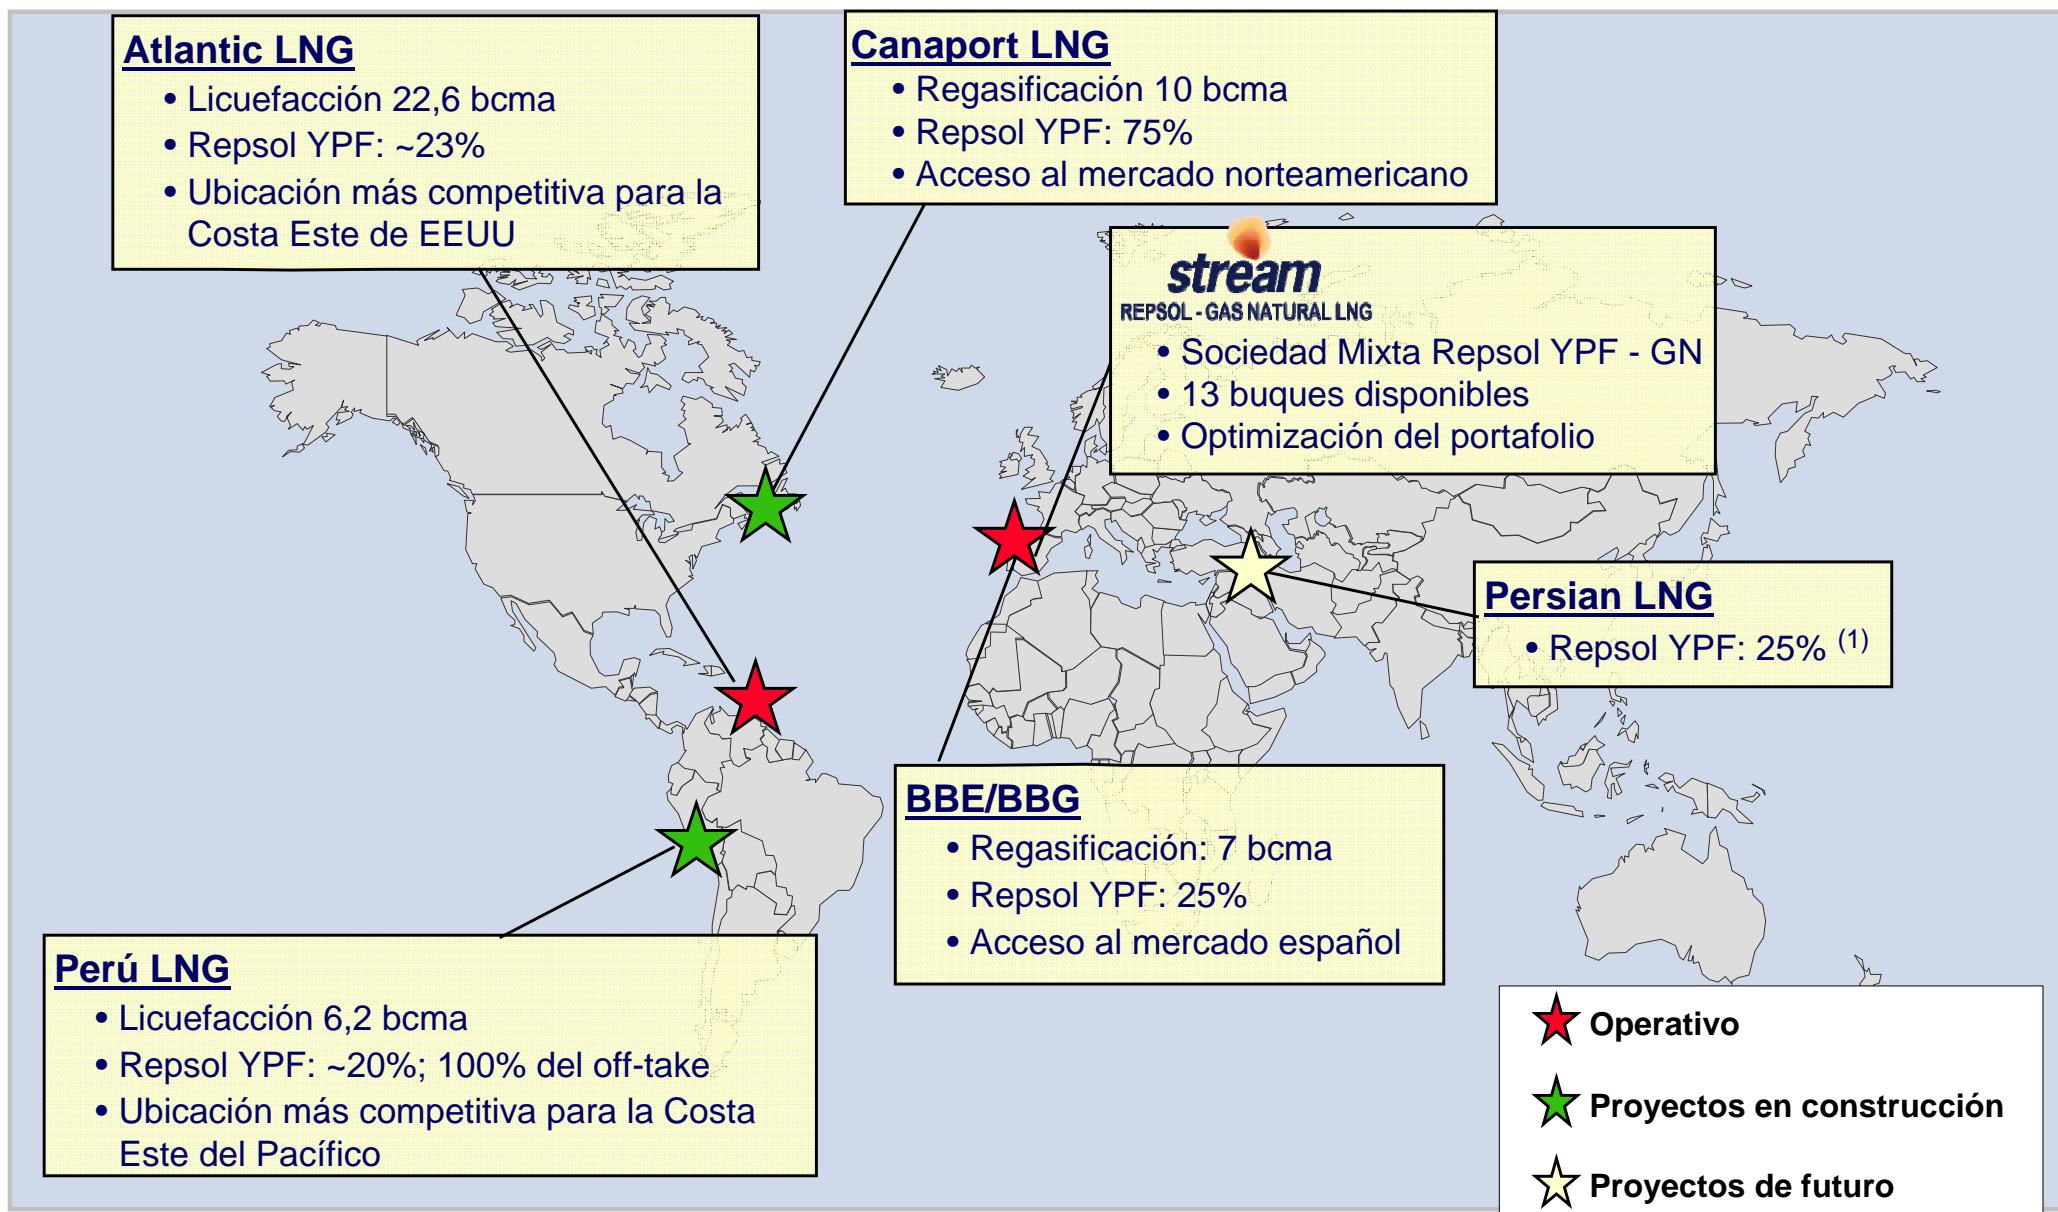 Atlantic LNG
• Licuefacción 22,6 bcma
• Repsol YPF: ~23%
• Ubicación más competitiva para la
Costa Este de EEUU
Canaport LNG
• Regasificación 10 bcma
• Repsol YPF: 75%
• Acceso al mercado norteamericano
stream
REPSOL - GAS NATURAL LNG
• Sociedad Mixta Repsol YPF - GN
• 13 buques disponibles
• Optimización del portafolio
Persian LNG
• Repsol YPF: 25% (1)
BBE/BBG
• Regasificación: 7 bcma
• Repsol YPF: 25%
• Acceso al mercado español
Perú LNG
• Licuefacción 6,2 bcma
• Repsol YPF: ~20%; 100% del off-take
• Ubicación más competitiva para la Costa
Este del Pacífico
Operativo
Proyectos en construcción
Proyectos de futuro